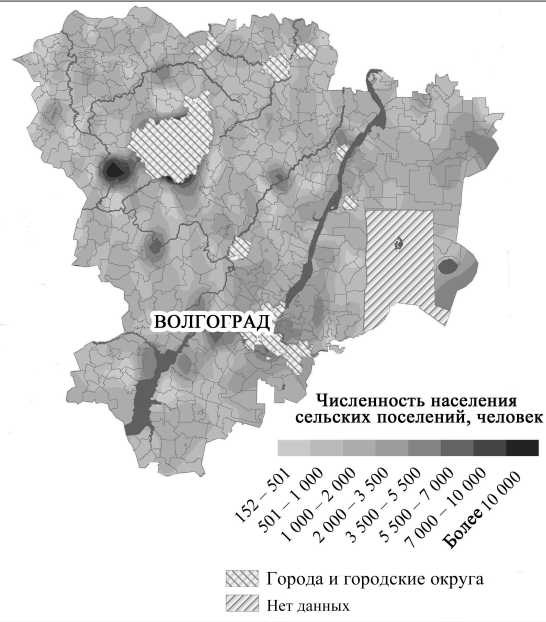 ВОЛГОГРАД
Численность населения
сельских поселений, человек
152 – 501
501 – 1 000
1 000 – 2 000
2 000 – 3 500
3 500 – 5 500
5 500 – 7 000
7 000 – 10 000
Более 10 000
Города и городские округа
Нет данных